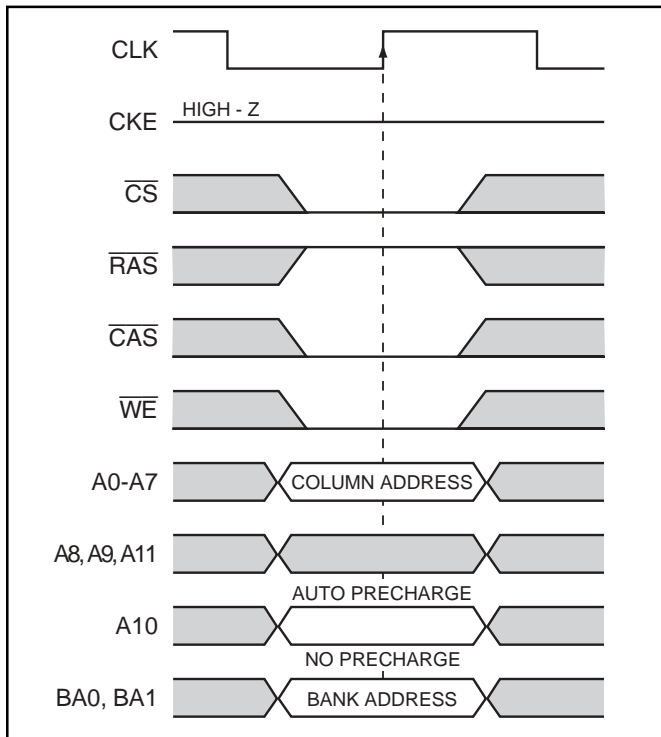 CLK
CKE HIGH - Z
CS
RAS
CAS
WE
A0-A7 COLUMN ADDRESS
A8, A9, A11
AUTO PRECHARGE
A10
NO PRECHARGE
BA0, BA1 BANK ADDRESS